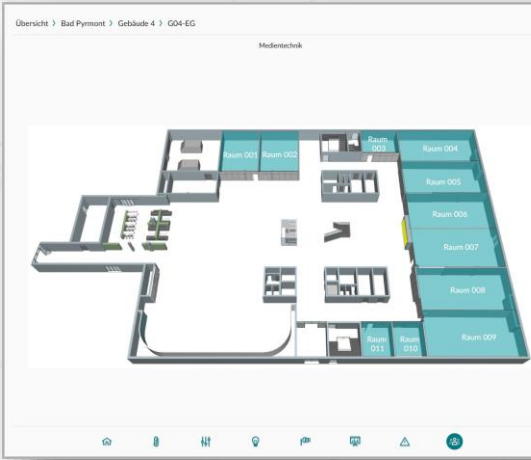 Übersicht > Bad Pyrmont > Gebäude 4 > G04-EG
Medientechnik
Raum 001
Raum 002
Raum
003
Raum 004
Raum 005
Raum 006
Raum 007
Raum 008
Raum 009
Raum
011
Raum
010